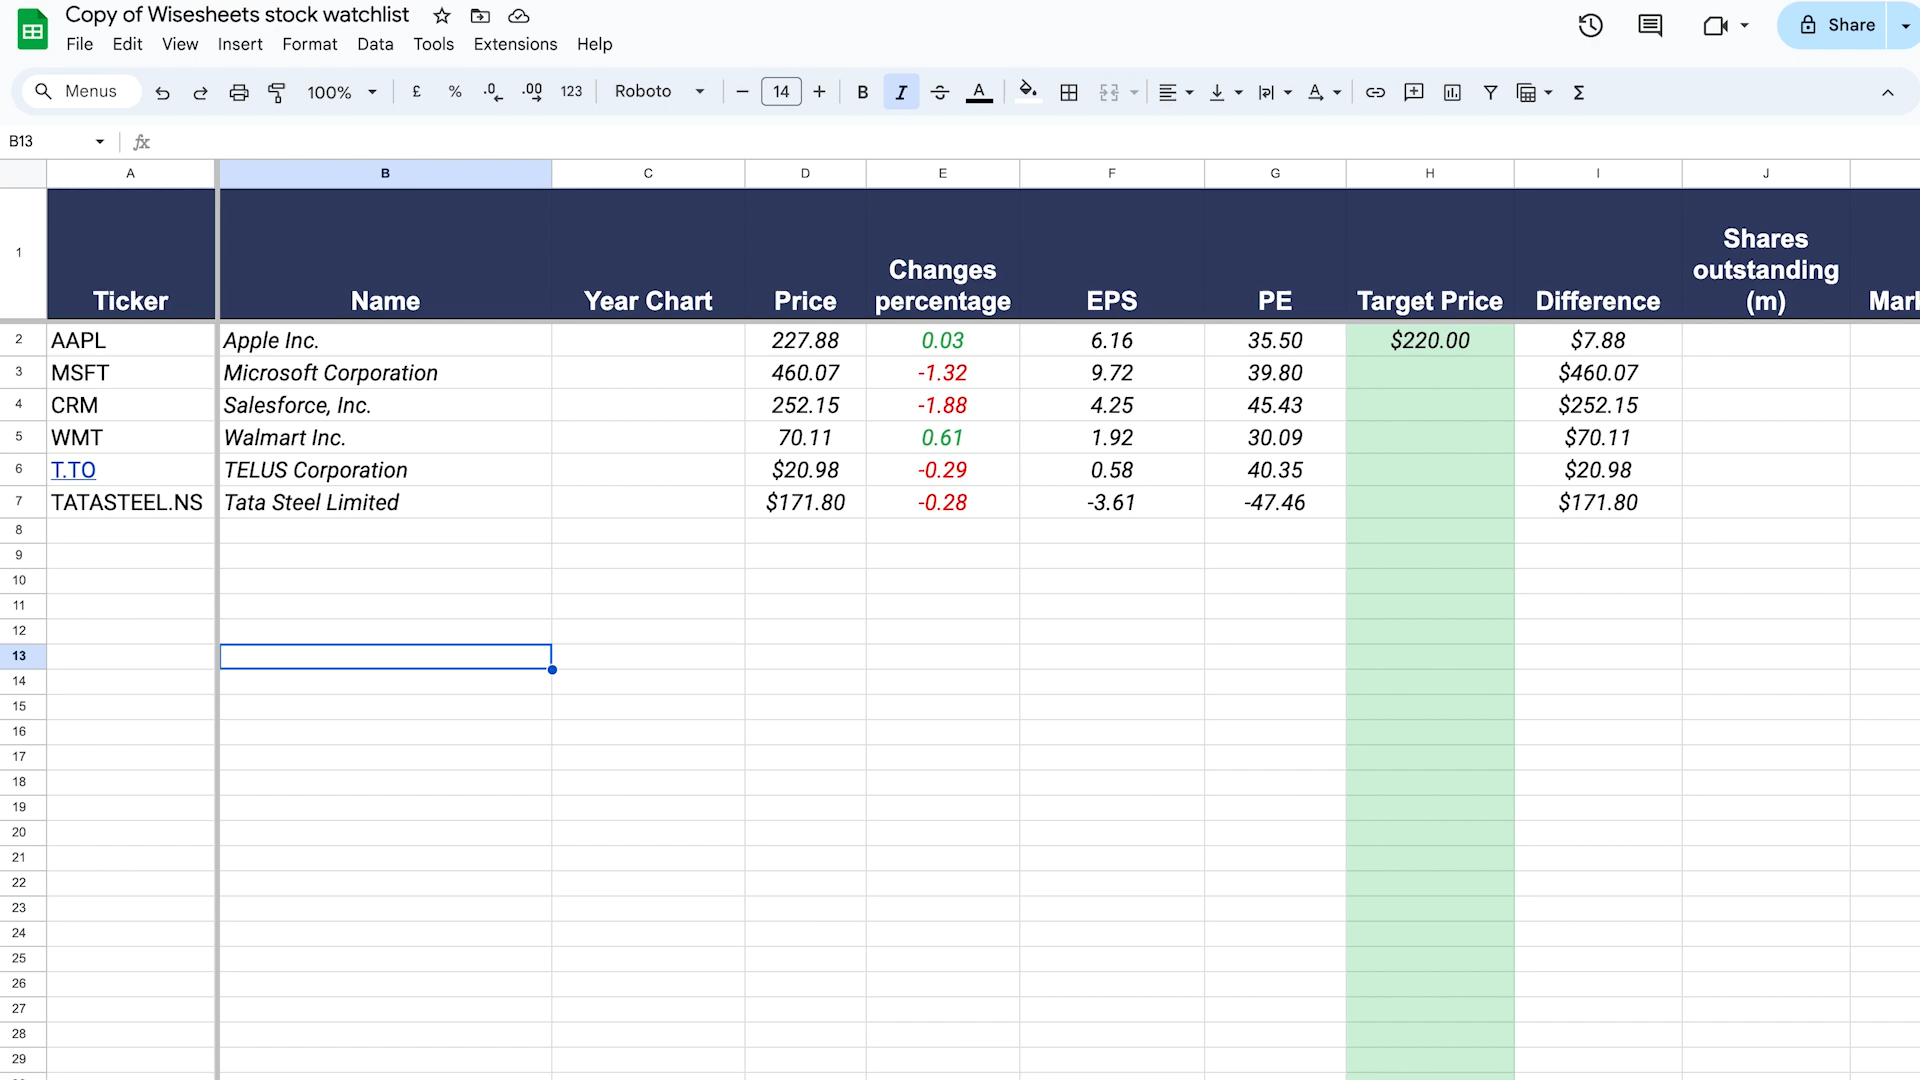 Copy of Wisesheets stock watchlist
File Edit View Insert Format Data Tools Extensions Help
Share
Menus 100% £ % .0 .00 123 Roboto 14 B I A
B13 fx
A B C D E F G H I J
1 Ticker Name Year Chart Price Changes percentage EPS PE Target Price Difference Shares outstanding (m)
2 AAPL Apple Inc. 227.88 0.03 6.16 35.50 $220.00 $7.88
3 MSFT Microsoft Corporation 460.07 -1.32 9.72 39.80 $460.07
4 CRM Salesforce, Inc. 252.15 -1.88 4.25 45.43 $252.15
5 WMT Walmart Inc. 70.11 0.61 1.92 30.09 $70.11
6 T.TO TELUS Corporation $20.98 -0.29 0.58 40.35 $20.98
7 TATASTEEL.NS Tata Steel Limited $171.80 -0.28 -3.61 -47.46 $171.80
8
9
10
11
12
13
14
15
16
17
18
19
20
21
22
23
24
25
26
27
28
29